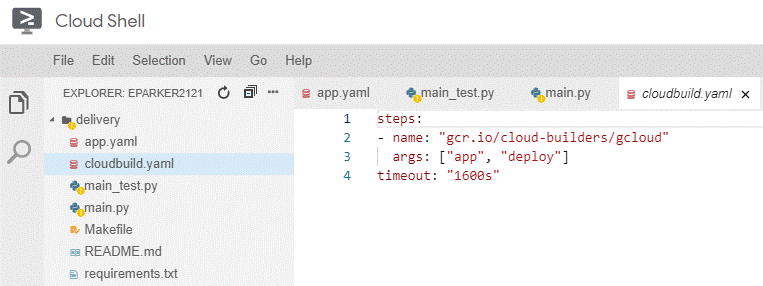 Cloud Shell
File Edit Selection View Go Help
EXPLORER: EPARKER2121
app.yaml main_test.py main.py cloudbuild.yaml
delivery
app.yaml
cloudbuild.yaml
main_test.py
main.py
Makefile
README.md
requirements.txt
1 steps:
2 - name: "gcr.io/cloud-builders/gcloud"
3 args: ["app", "deploy"]
4 timeout: "1600s"